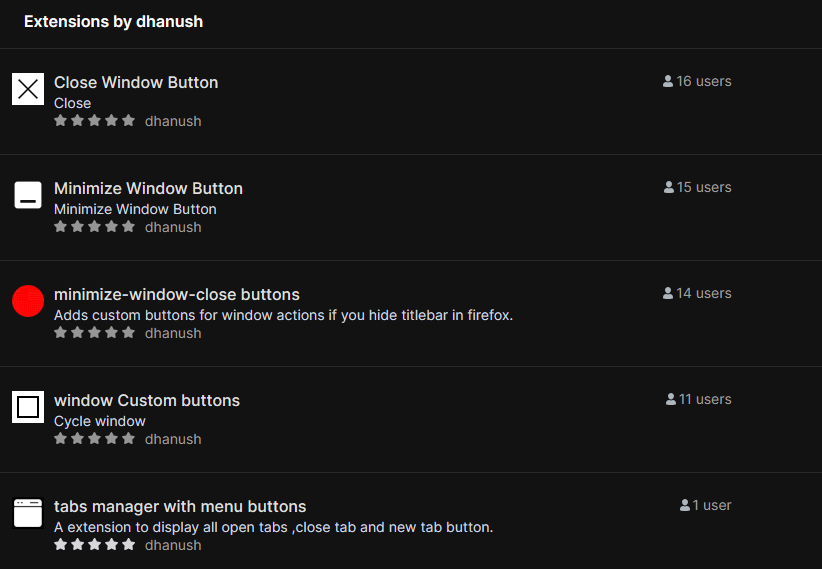 Extensions by dhanush
Close Window Button
16 users
Close
dhanush
Minimize Window Button
15 users
Minimize Window Button
dhanush
minimize-window-close buttons
14 users
Adds custom buttons for window actions if you hide titlebar in firefox.
dhanush
window Custom buttons
11 users
Cycle window
dhanush
tabs manager with menu buttons
1 user
A extension to display all open tabs ,close tab and new tab button.
dhanush